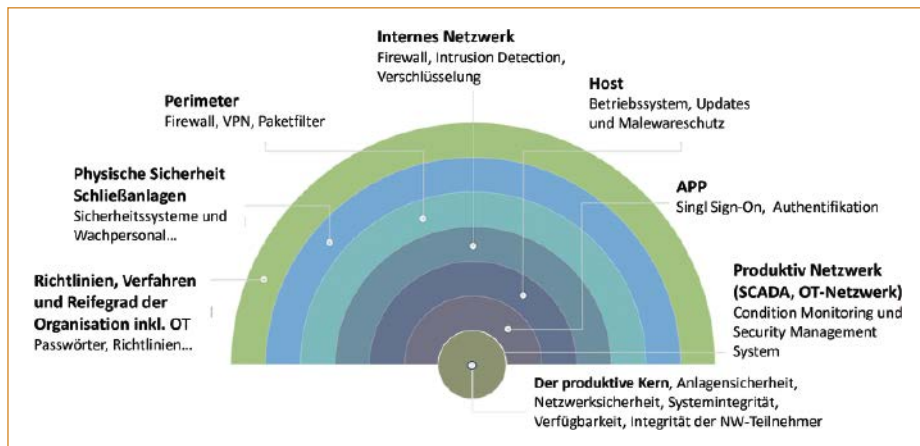 Internes Netzwerk
Firewall, Intrusion Detection,
Verschlüsselung
Host
Betriebssystem, Updates
und Malewareschutz
Perimeter
Firewall, VPN, Paketfilter
Physische Sicherheit
Schließanlagen
Sicherheitssysteme und
Wachpersonal...
APP
Singl Sign-On, Authentifikation
Richtlinien, Verfahren
und Reifegrad der
Organisation inkl. OT
Passwörter, Richtlinien...
Produktiv Netzwerk
(SCADA, OT-Netzwerk)
Condition Monitoring und
Security Management
System
Der produktive Kern, Anlagensicherheit,
Netzwerksicherheit, Systemintegrität,
Verfügbarkeit, Integrität der NW-Teilnehmer